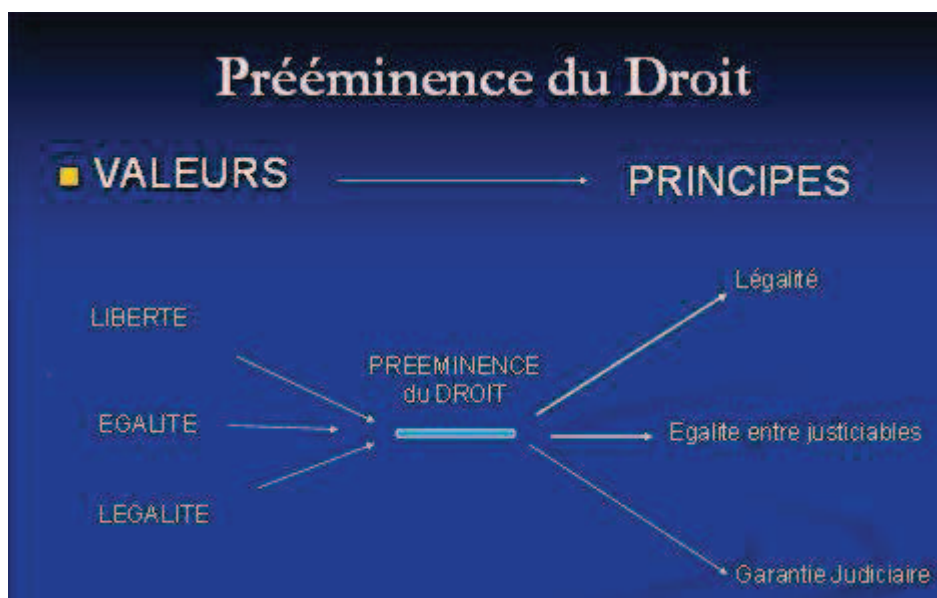 Prééminence du Droit
VALEURS
PRINCIPES
Légalité
LIBERTE
PREEMINENCE
du DROIT
EGALITE
Egalite entre justiciables
LEGALITE
Garantie Judiciaire